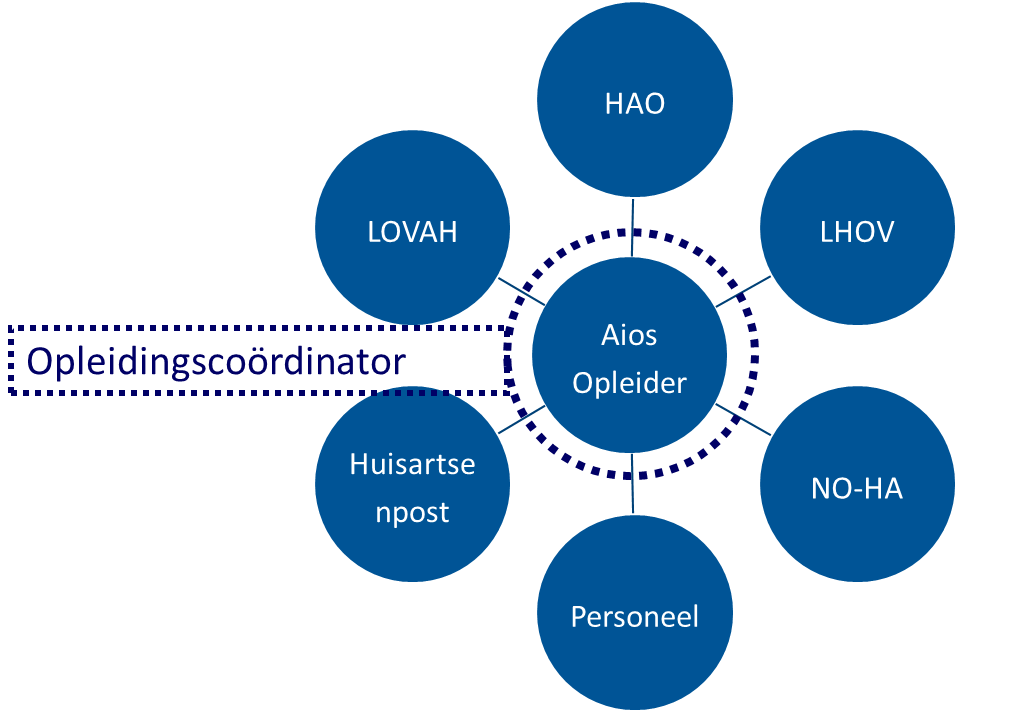 HAO
LOVAH
LHOV
Aios
Opleider
Opleidingscoördinator
Huisartse
npost
NO-HA
Personeel